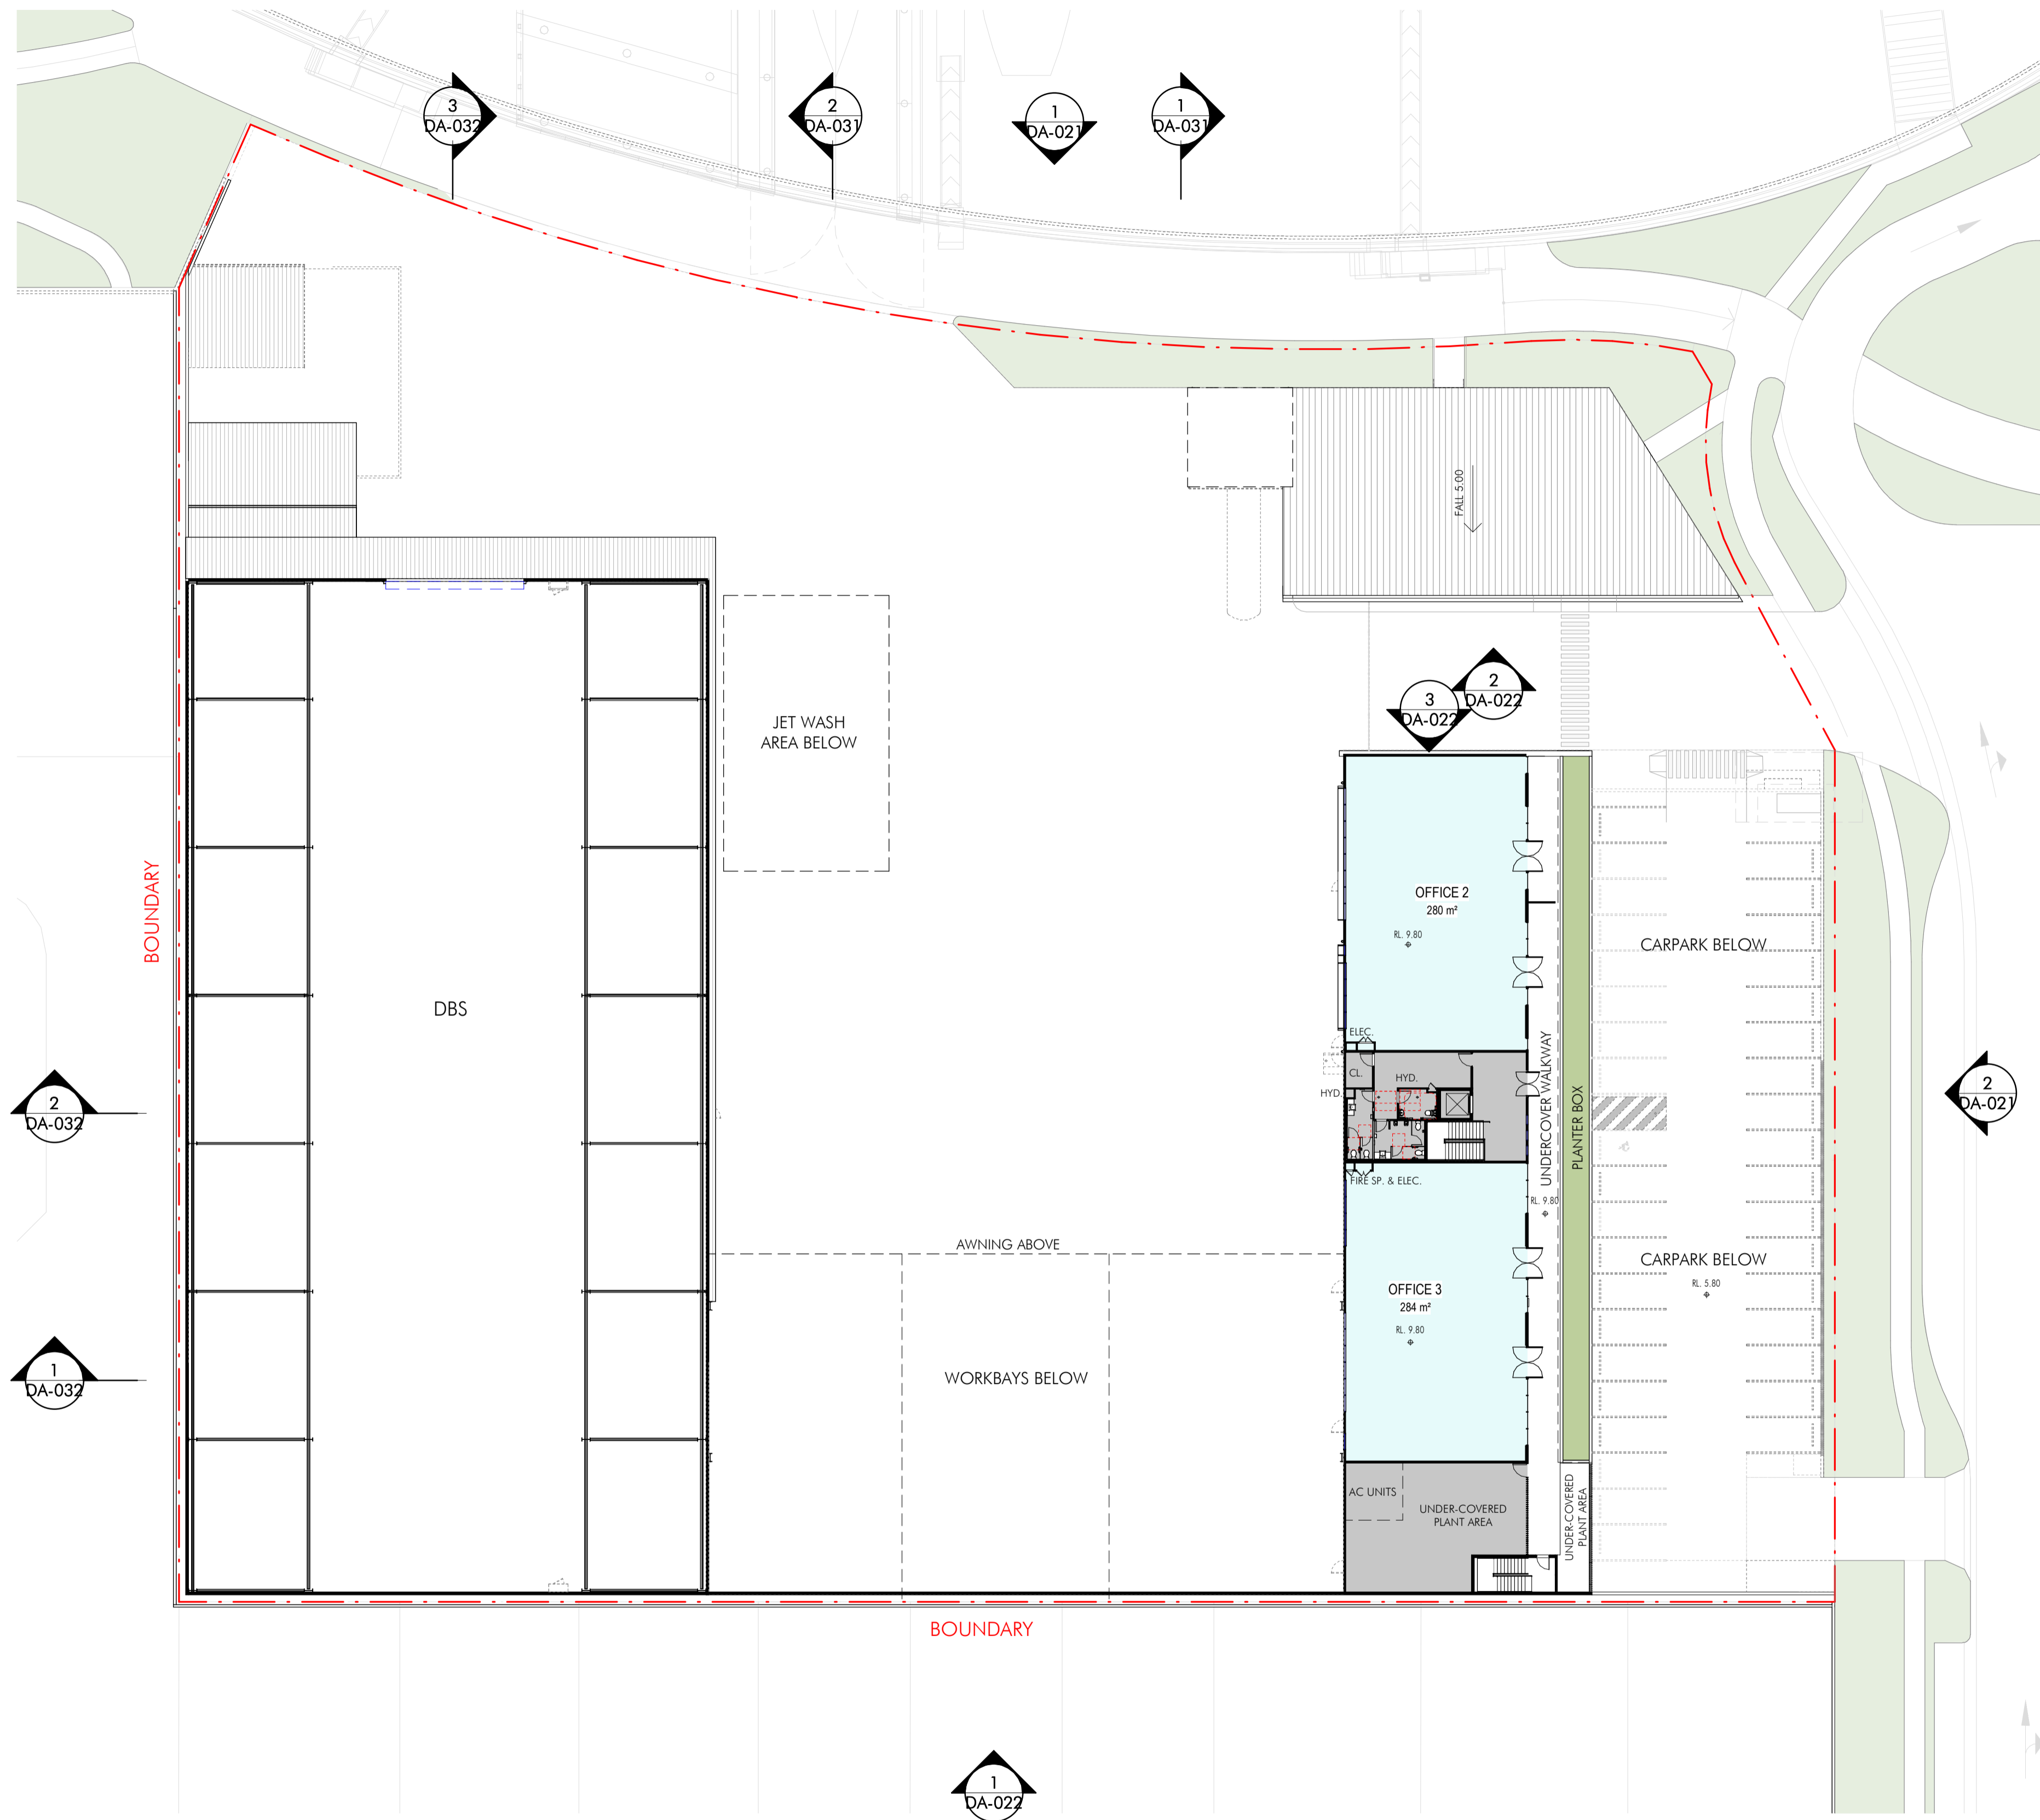 3
DA-032
2
DA-031
1
DA-021
1
DA-031
FALL 5.00
2
DA-022
3
DA-022
JET WASH
AREA BELOW
BOUNDARY
OFFICE 2
280 m²
RL. 9.80
CARPARK BELOW
DBS
ELEC.
CL.
HYD.
HYD.
UNDERCOVER WALKWAY
RL. 9.80
PLANTER BOX
2
DA-032
2
DA-021
FIRE SP. & ELEC.
AWNING ABOVE
CARPARK BELOW
RL. 5.80
OFFICE 3
284 m²
RL. 9.80
1
DA-032
WORKBAYS BELOW
AC UNITS
UNDER-COVERED
PLANT AREA
UNDER-COVERED
PLANT AREA
BOUNDARY
1
DA-022